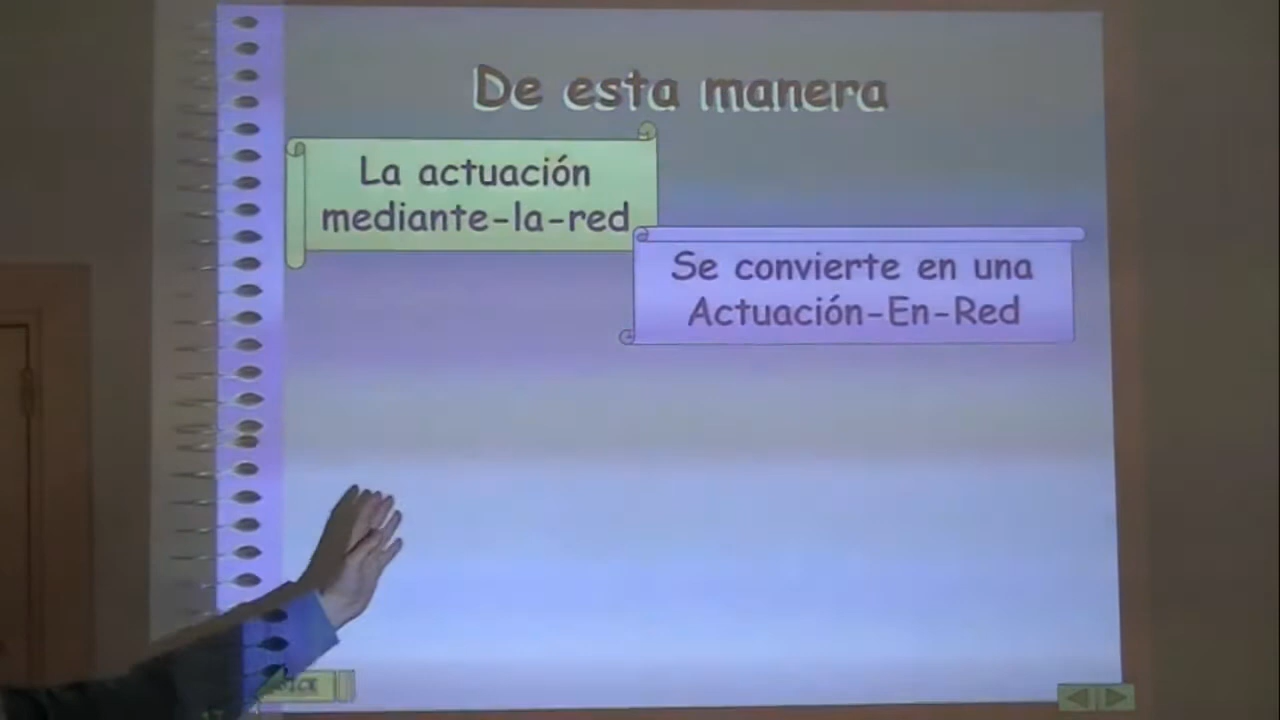 De esta manera
La actuación
mediante-la-red
Se convierte en una
Actuación-En-Red